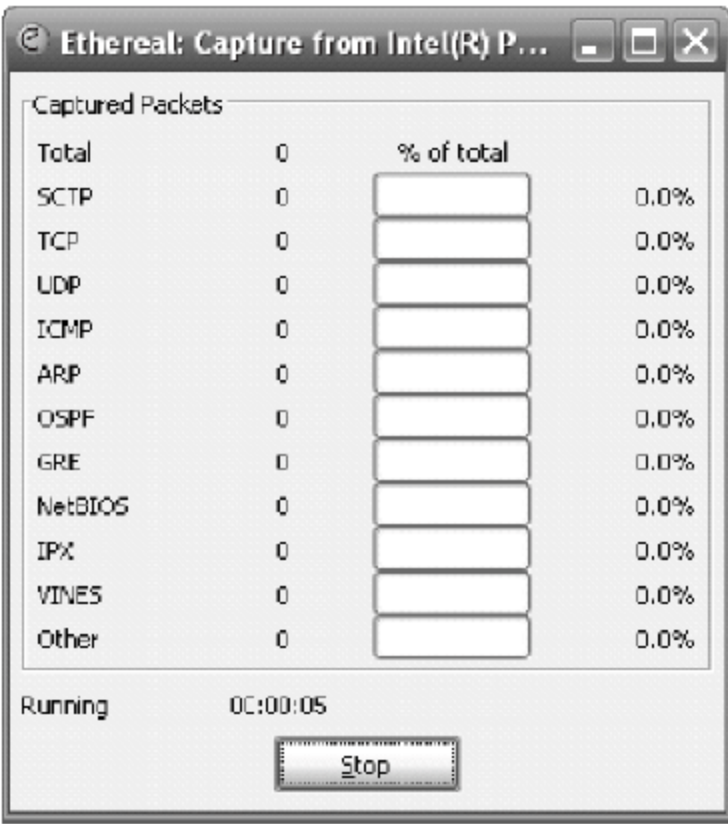 Ethereal: Capture from Intel(R) P...
Captured Packets
Total 0 % of total
SCTP 0 0.0%
TCP 0 0.0%
UDP 0 0.0%
ICMP 0 0.0%
ARP 0 0.0%
OSPF 0 0.0%
GRE 0 0.0%
NetBIOS 0 0.0%
IPX 0 0.0%
VINES 0 0.0%
Other 0 0.0%
Running 00:00:05
Stop